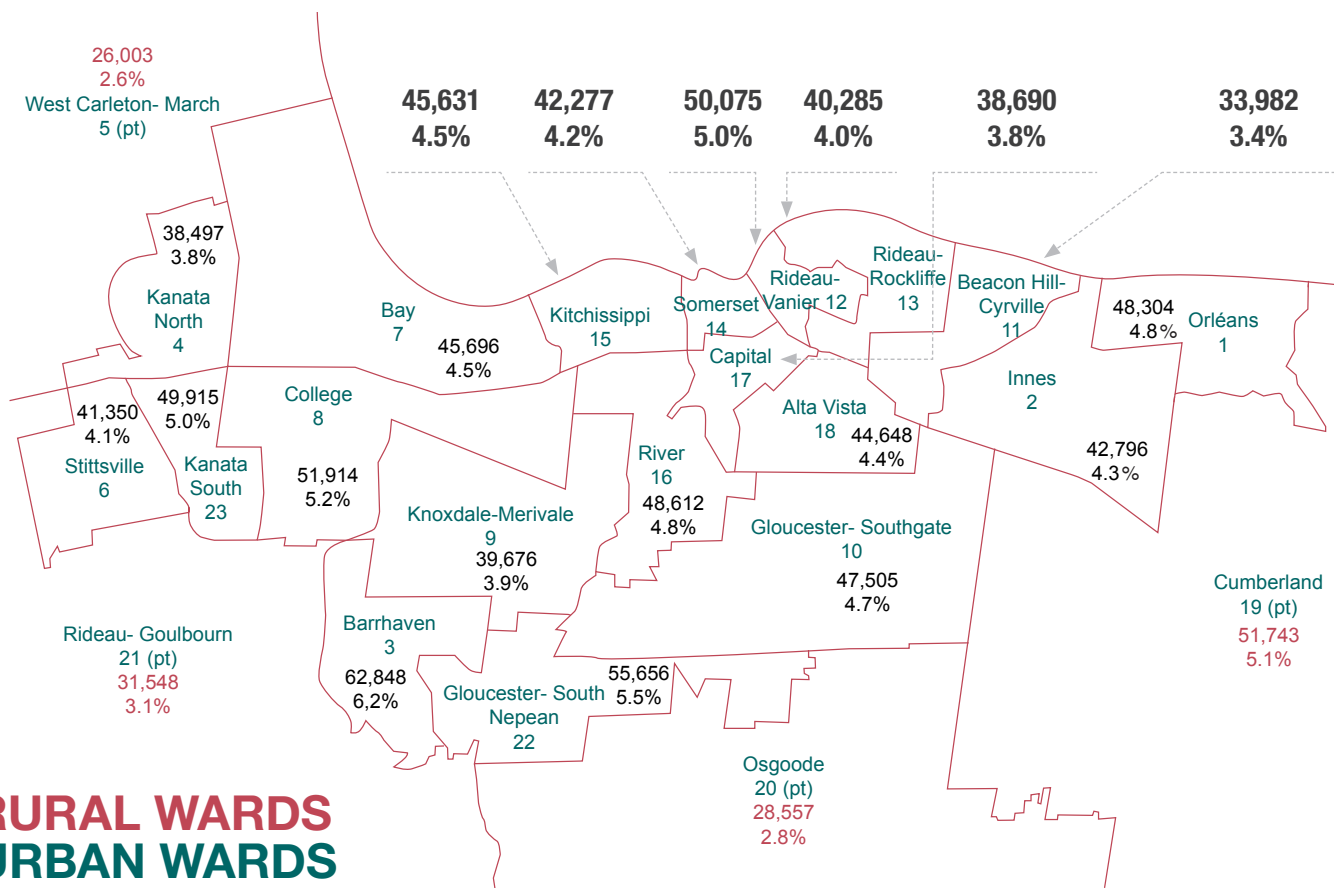 26,003
2.6%
West Carleton- March
5 (pt)
45,631
4.5%
42,277
4.2%
50,075
5.0%
40,285
4.0%
38,690
3.8%
33,982
3.4%
38,497
3.8%
Kanata
North
4
Bay
7
45,696
4.5%
Kitchissippi
15
Somerset
14
Rideau-
Vanier 12
Rideau-
Rockliffe
13
Beacon Hill-
Cyrville
11
48,304
4.8%
Orléans
1
Capital
17
Innes
2
42,796
4.3%
41,350
4.1%
Stittsville
6
49,915
5.0%
Kanata
South
23
College
8
51,914
5.2%
Alta Vista
18
44,648
4.4%
River
16
48,612
4.8%
Knoxdale-Merivale
9
39,676
3.9%
Gloucester- Southgate
10
47,505
4.7%
Cumberland
19 (pt)
51,743
5.1%
Rideau- Goulbourn
21 (pt)
31,548
3.1%
Barrhaven
3
62,848
6,2%
Gloucester- South
Nepean
22
55,656
5.5%
Osgoode
20 (pt)
28,557
2.8%
RURAL WARDS
URBAN WARDS